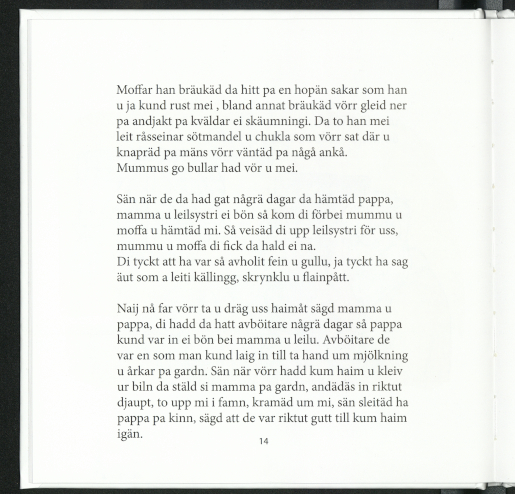 Moffar han bräukäd da hitt pa en hopän sakar som han
u ja kund rust mei , bland annat bräukäd vörr gleid ner
pa andjakt pa kväldar ei skäumningi. Da to han mei
leit råsseinar sötmandel u chukla som vörr sat där u
knapräd pa mäns vörr väntäd pa någå ankå.
Mummus go bullar had vör u mei.
Sän när de da had gat någrä dagar da hämtäd pappa,
mamma u leilsystri ei bön så kom di förbei mummu u
moffa u hämtäd mi. Så veisäd di upp leilsystri för uss,
mummu u moffa di fick da hald ei na.
Di tyckt att ha var så avholit fein u gullu, ja tyckt ha sag
äut som a leiti källingg, skrynklu u flainpått.
Naij nå far vörr ta u dräg uss haimåt sägd mamma u
pappa, di hadd da hatt avböitare någrä dagar så pappa
kund var in ei bön bei mamma u leilu. Avböitare de
var en som man kund laig in till ta hand um mjölkning
u årkar pa gardn. Sän när vörr hadd kum haim u kleiv
ur biln da stäld si mamma pa gardn, andädäs in riktut
djaupt, to upp mi i famn, kramäd um mi, sän sleitäd ha
pappa pa kinn, sägd att de var riktut gutt till kum haim
igän.
14